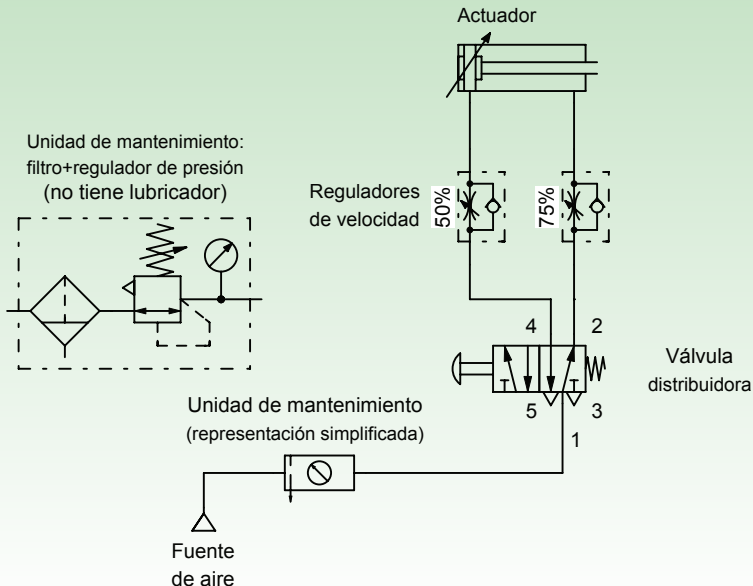 Actuador
Unidad de mantenimiento:
filtro+regulador de presión
(no tiene lubricador)
Reguladores
de velocidad
50%
75%
4
2
Válvula
distribuidora
5
3
1
Unidad de mantenimiento
(representación simplificada)
Fuente
de aire